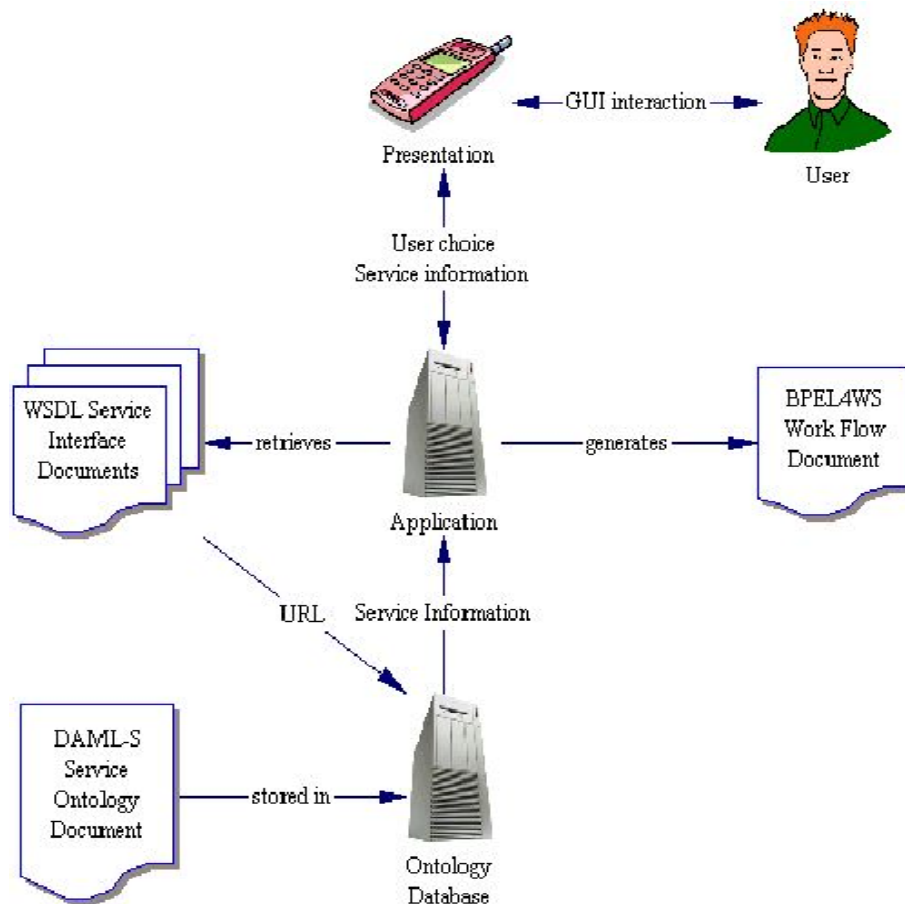 GUI interaction
Presentation
User
User choice
Service information
WSDL Service
Interface
Documents
retrieves
generates
BPEL4WS
Work Flow
Document
Application
URL
Service Information
DAML-S
Service
Ontology
Document
stored in
Ontology
Database